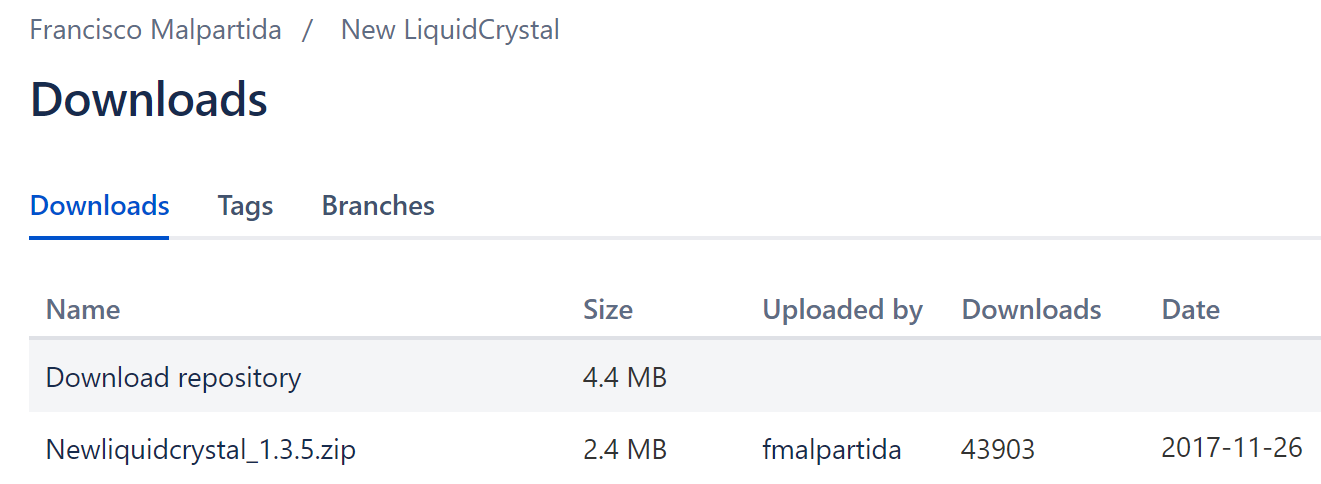 Francisco Malpartida / New LiquidCrystal
Downloads
Downloads Tags Branches
Name Size Uploaded by Downloads Date
Download repository 4.4 MB
Newliquidcrystal_1.3.5.zip 2.4 MB fmalpartida 43903 2017-11-26